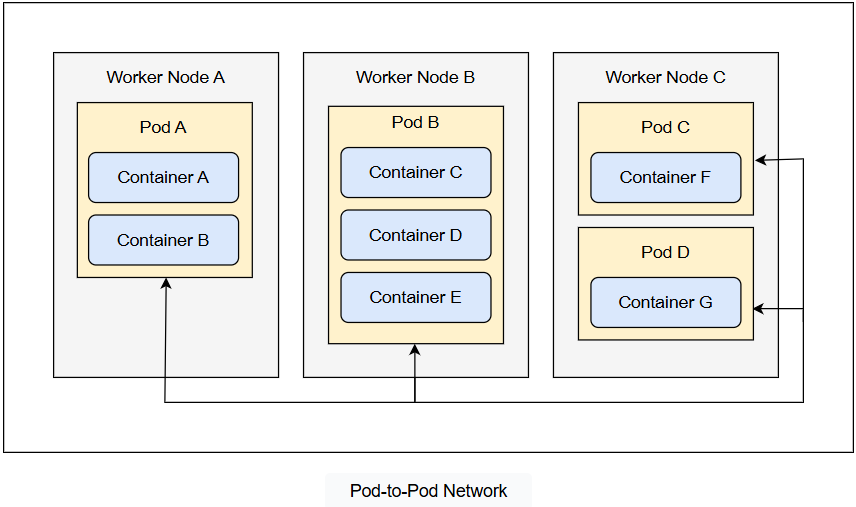 Worker Node A
Pod A
Container A
Container B
Worker Node B
Pod B
Container C
Container D
Container E
Worker Node C
Pod C
Container F
Pod D
Container G
Pod-to-Pod Network